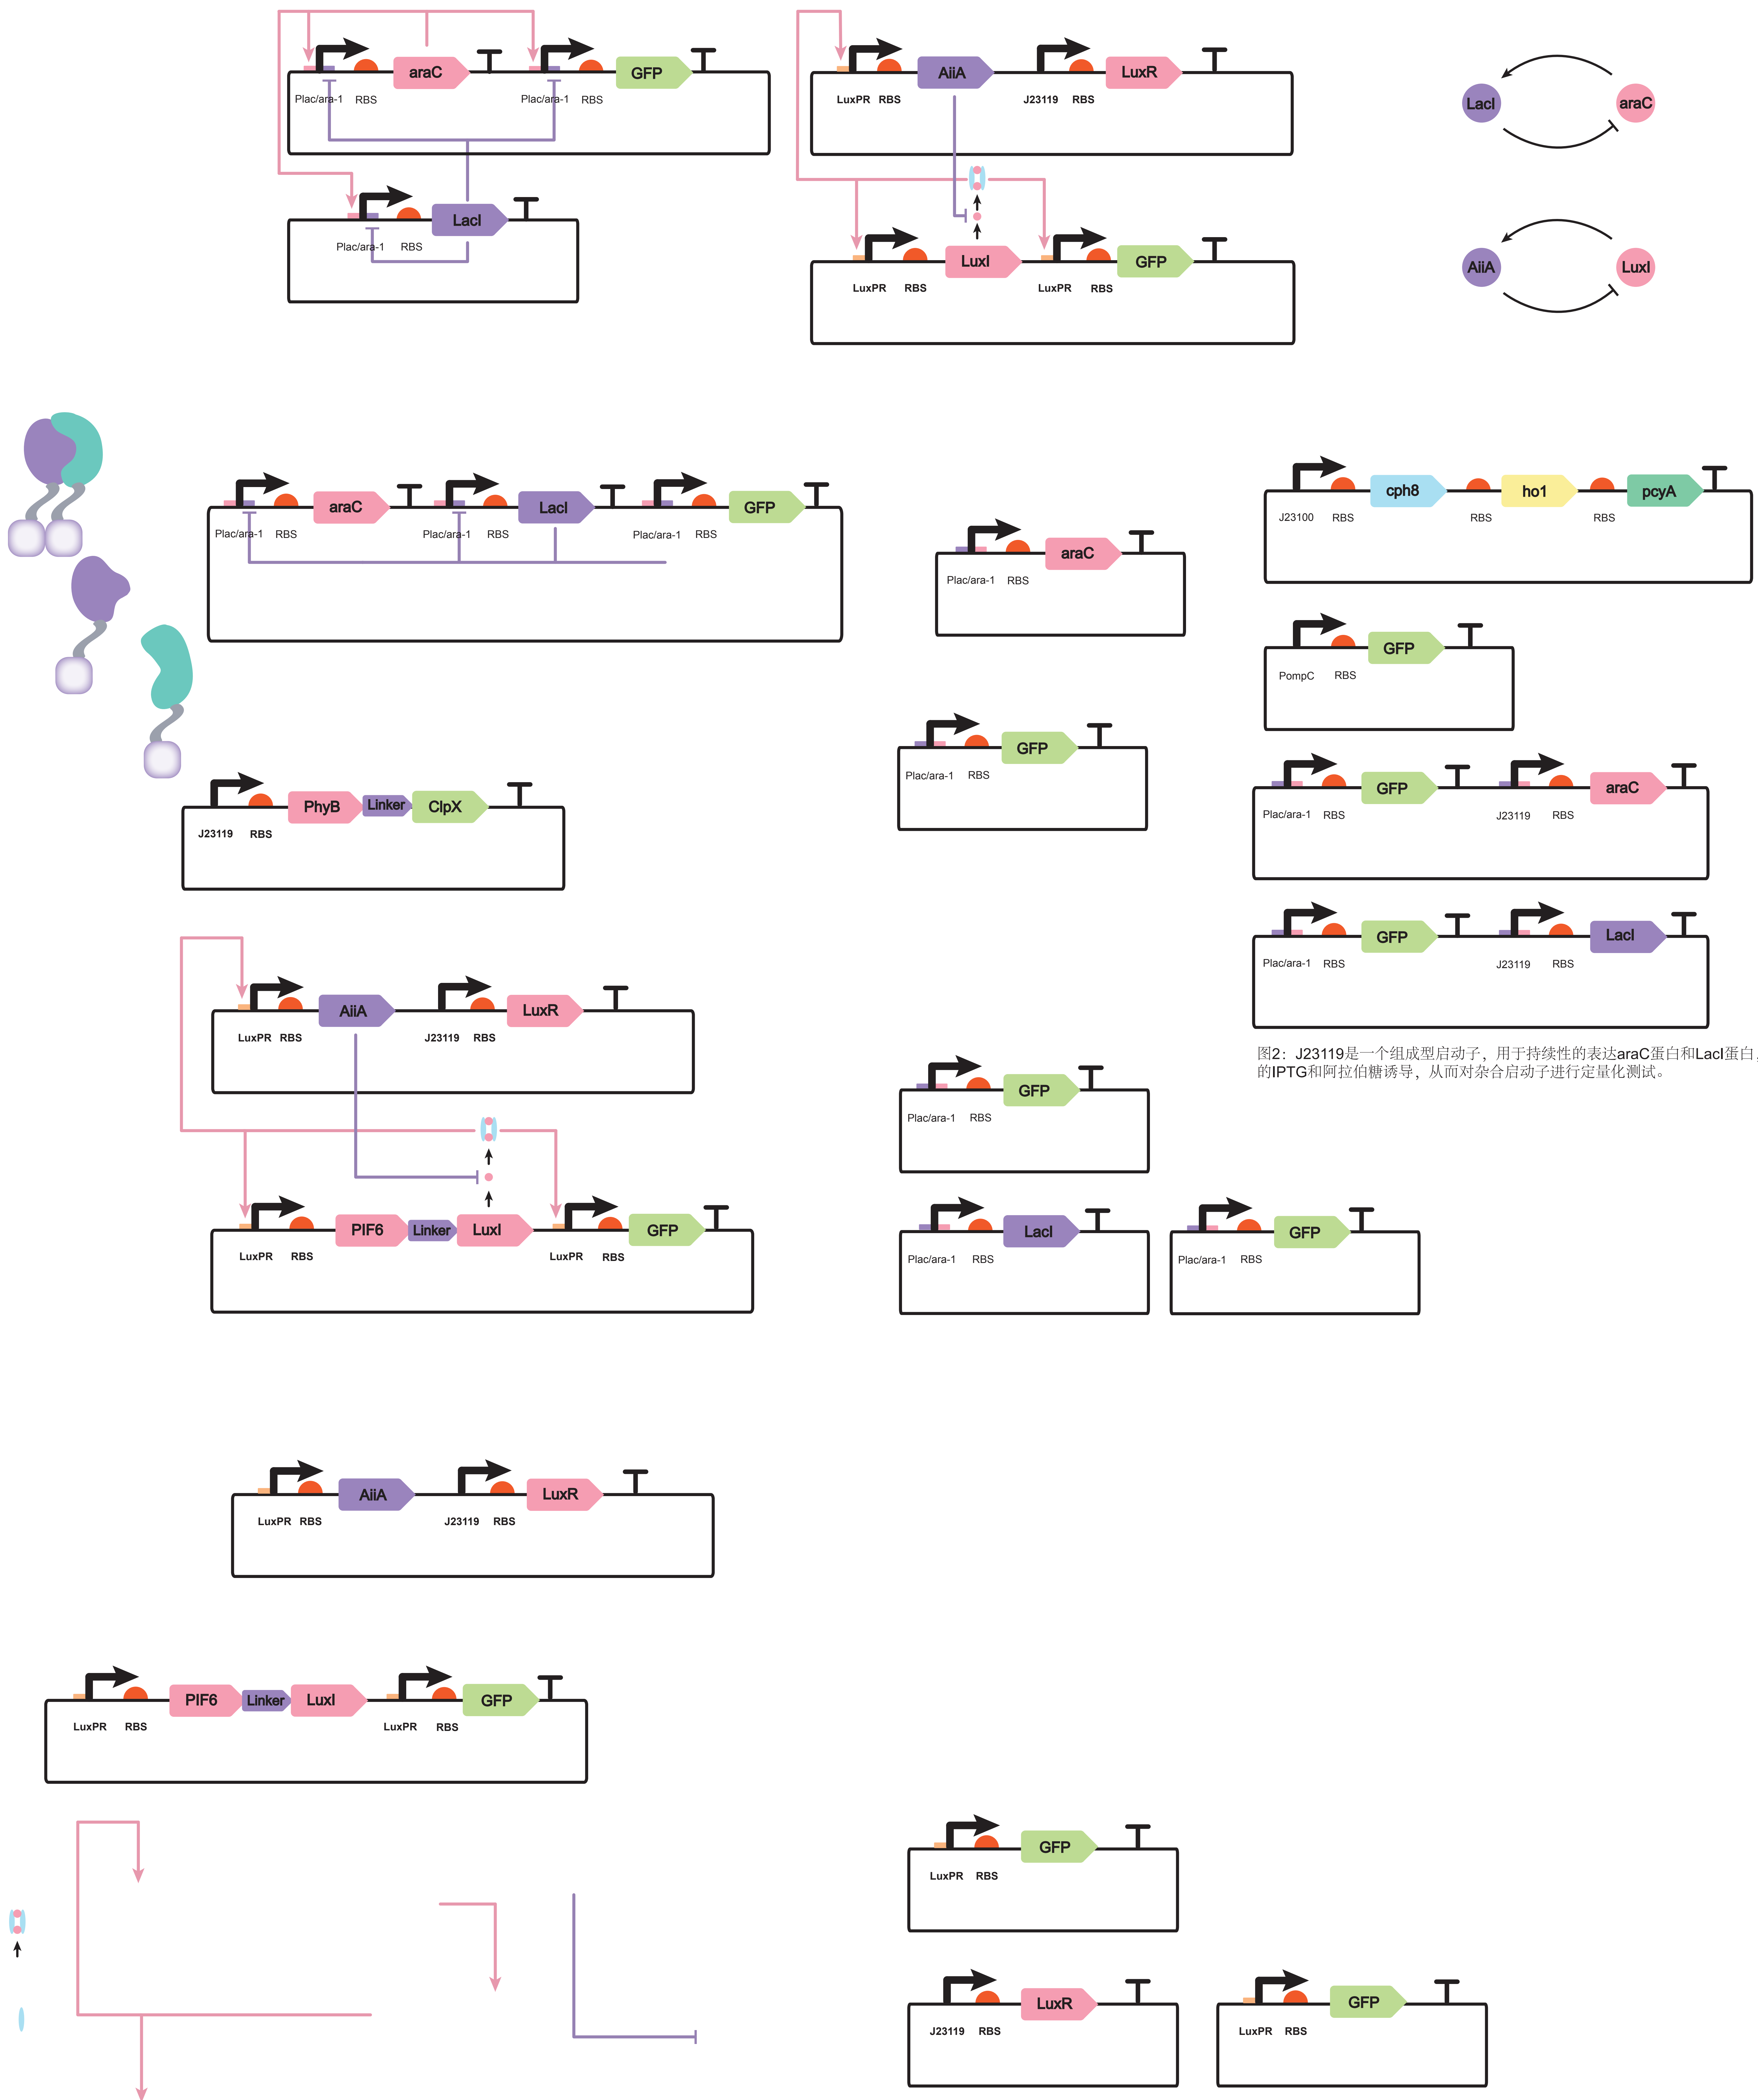 araC
GFP
Plac/ara-1 RBS
Plac/ara-1 RBS
LacI
Plac/ara-1 RBS
AiiA
LuxR
LuxPR RBS
J23119 RBS
LuxI
GFP
LuxPR RBS
LuxPR RBS
LacI
araC
AiiA
LuxI
araC
LacI
GFP
Plac/ara-1 RBS
Plac/ara-1 RBS
Plac/ara-1 RBS
araC
Plac/ara-1 RBS
cph8
ho1
pcyA
J23100 RBS
RBS
RBS
GFP
PompC RBS
GFP
Plac/ara-1 RBS
GFP
araC
Plac/ara-1 RBS
J23119 RBS
PhyB
Linker
ClpX
J23119 RBS
GFP
LacI
Plac/ara-1 RBS
J23119 RBS
图2：J23119是一个组成型启动子，用于持续性的表达araC蛋白和LacI蛋白，
的IPTG和阿拉伯糖诱导，从而对杂合启动子进行定量化测试。
AiiA
LuxR
LuxPR RBS
J23119 RBS
PIF6
Linker
LuxI
GFP
LuxPR RBS
LuxPR RBS
GFP
Plac/ara-1 RBS
LacI
Plac/ara-1 RBS
GFP
Plac/ara-1 RBS
AiiA
LuxR
LuxPR RBS
J23119 RBS
PIF6
Linker
LuxI
GFP
LuxPR RBS
LuxPR RBS
GFP
LuxPR RBS
LuxR
J23119 RBS
GFP
LuxPR RBS